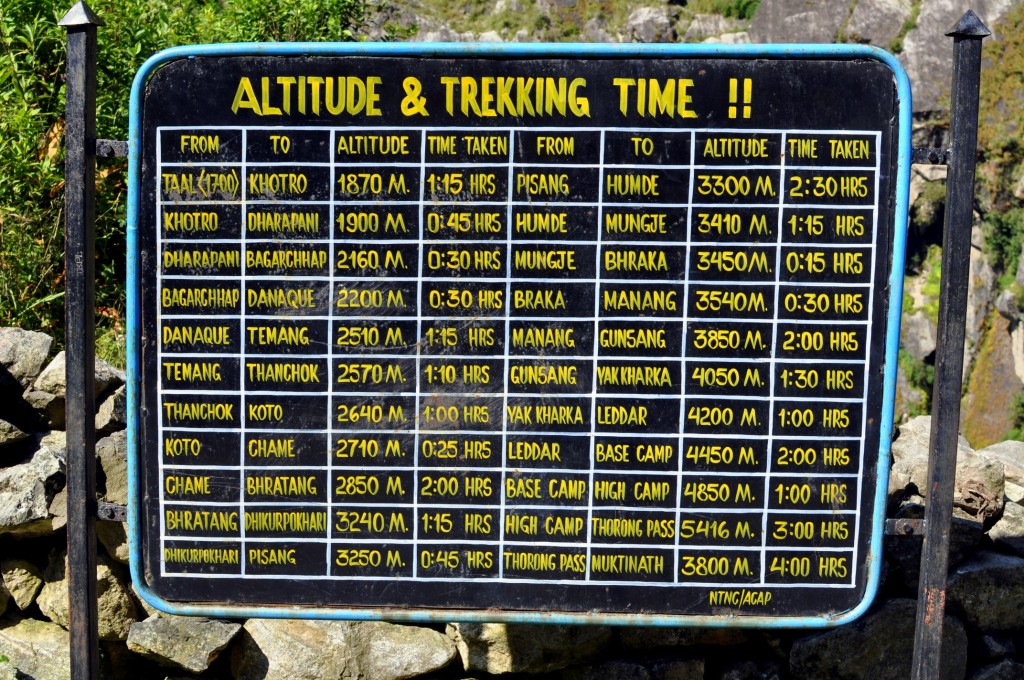 ALTITUDE & TREKKING TIME !!
FROM TO ALTITUDE TIME TAKEN FROM TO ALTITUDE TIME TAKEN
TAAL(1700) KHOTRO 1870 M. 1:15 HRS PISANG HUMDE 3300 M. 2:30 HRS
KHOTRO DHARAPANI 1900 M. 0:45 HRS HUMDE MUNGJE 3410 M. 1:15 HRS
DHARAPANI BAGARCHHAP 2160 M. 0:30 HRS MUNGJE BHRAKA 3450M. 0:15 HRS
BAGARCHHAP DANAQUE 2200 M. 0:30 HRS BRAKA MANANG 3540M. 0:30 HRS
DANAQUE TEMANG 2510 M. 1:15 HRS MANANG GUNSANG 3850 M. 2:00 HRS
TEMANG THANCHOK 2570 M. 1:10 HRS GUNSANG YAK KHARKA 4050 M. 1:30 HRS
THANCHOK KOTO 2640 M. 1:00 HRS YAK KHARKA LEDDAR 4200 M. 1:00 HRS
KOTO CHAME 2710 M. 0:25 HRS LEDDAR BASE CAMP 4450 M. 2:00 HRS
CHAME BHRATANG 2850 M. 2:00 HRS BASE CAMP HIGH CAMP 4850 M. 1:00 HRS
BHRATANG DHIKURPOKHARI 3240 M. 1:15 HRS HIGH CAMP THORONG PASS 5416 M. 3:00 HRS
DHIKURPOKHARI PISANG 3250 M. 0:45 HRS THORONG PASS MUKTINATH 3800 M. 4:00 HRS
NTNC/ACAP